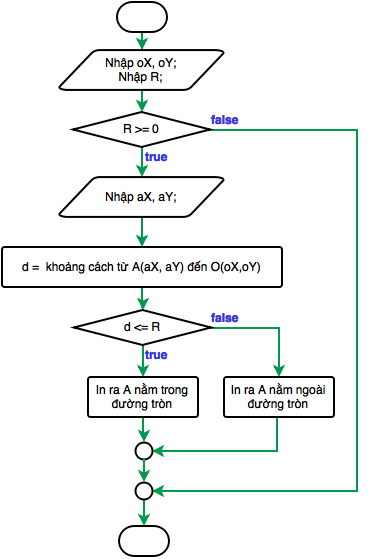 Nhập oX, oY;
Nhập R;
R >= 0
false
true
Nhập aX, aY;
d = khoảng cách từ A(aX, aY) đến O(oX,oY)
d <= R
false
true
In ra A nằm trong
đường tròn
In ra A nằm ngoài
đường tròn